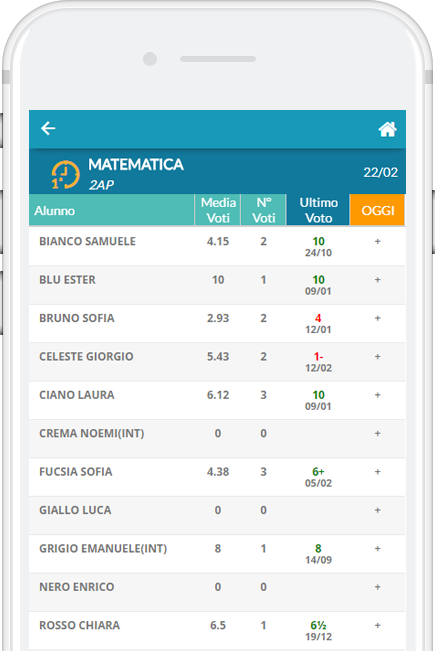 MATEMATICA
2AP
22/02
1
Alunno Media Voti N° Voti Ultimo Voto OGGI
BIANCO SAMUELE 4.15 2 10 +
24/10
BLU ESTER 10 1 10 +
09/01
BRUNO SOFIA 2.93 2 4 +
12/01
CELESTE GIORGIO 5.43 2 1- +
12/02
CIANO LAURA 6.12 3 10 +
09/01
CREMA NOEMI(INT) 0 0 +
FUCSIA SOFIA 4.38 3 6+ +
05/02
GIALLO LUCA 0 0 +
GRIGIO EMANUELE(INT) 8 1 8 +
14/09
NERO ENRICO 0 0 +
ROSSO CHIARA 6.5 1 6½ +
19/12